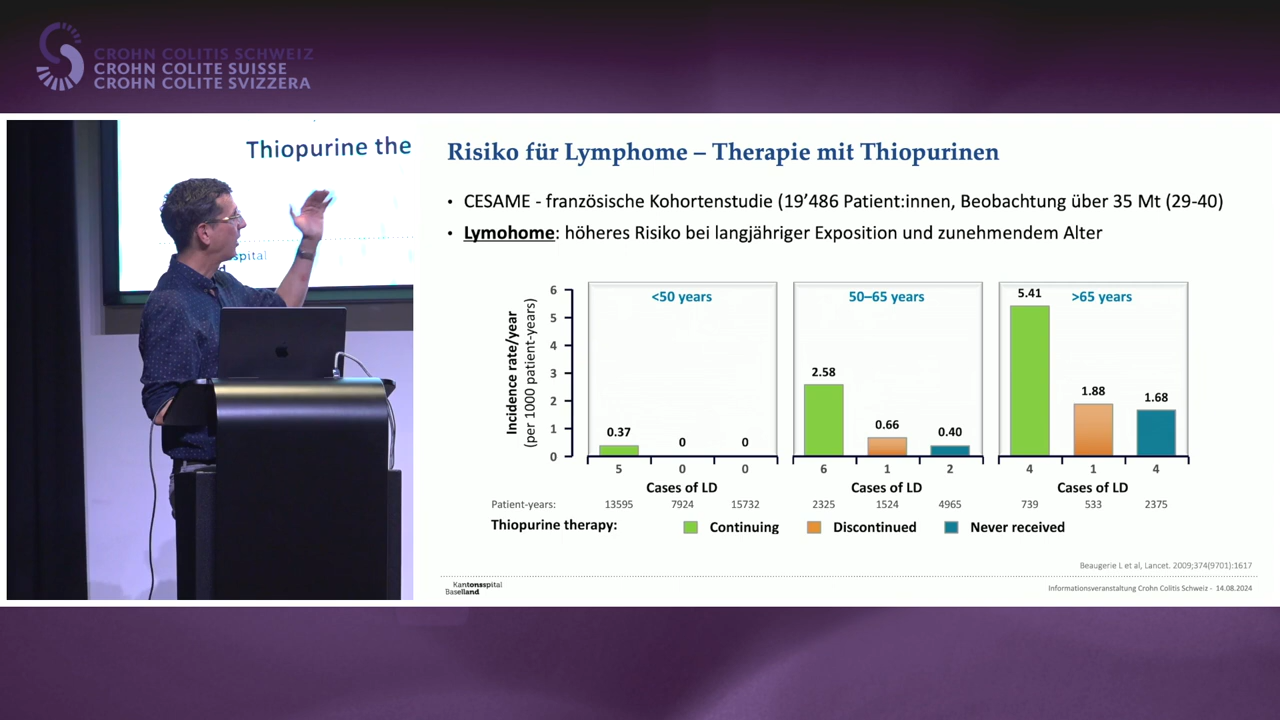 CROHN COLITIS SCHWEIZ
CROHN COLITE SUISSE
CROHN COLITE SVIZZERA
Thiopurine the
spital
Risiko für Lymphome – Therapie mit Thiopurinen
• CESAME - französische Kohortenstudie (19’486 Patient:innen, Beobachtung über 35 Mt (29-40)
• Lymohome: höheres Risiko bei langjähriger Exposition und zunehmendem Alter
Incidence rate/year
(per 1000 patient-years)
6
5
4
3
2
1
0
<50 years
0.37 0 0
5 0 0
Cases of LD
50–65 years
2.58 0.66 0.40
6 1 2
Cases of LD
>65 years
5.41 1.88 1.68
4 1 4
Cases of LD
Patient-years: 13595 7924 15732 2325 1524 4965 739 533 2375
Thiopurine therapy: Continuing Discontinued Never received
Beaugerie L et al, Lancet. 2009;374(9701):1617
Kantonsspital
Baselland
Informationsveranstaltung Crohn Colitis Schweiz - 14.08.2024